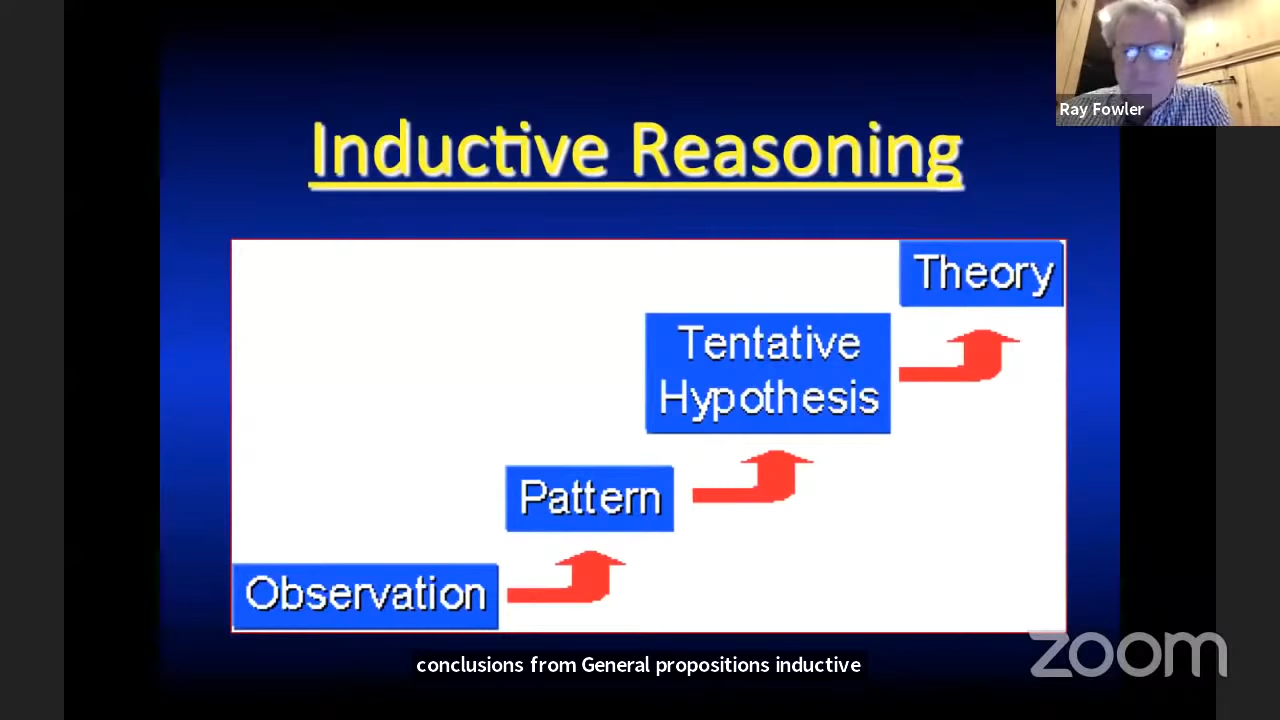 Ray Fowler
Inductive Reasoning
Theory
Tentative
Hypothesis
Pattern
Observation
conclusions from General propositions inductive
zoom